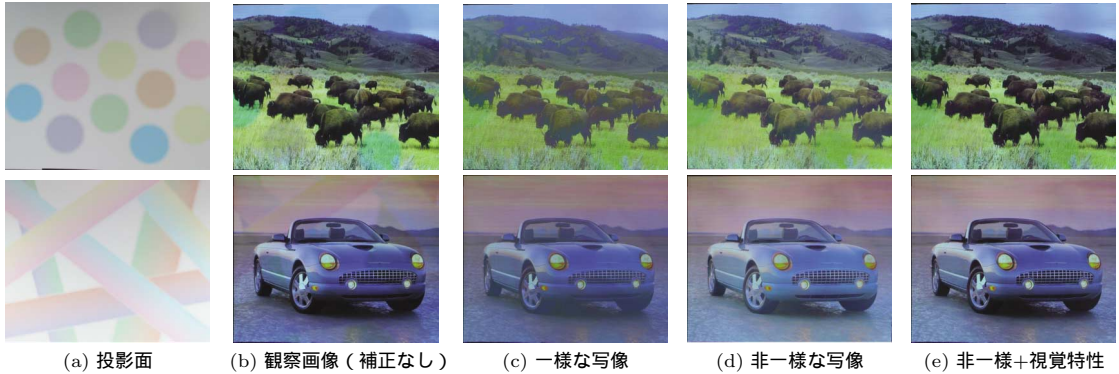 (a) 投影面
(b) 観察画像(補正なし)
(c) 一様な写像
(d) 非一様な写像
(e) 非一様+視覚特性